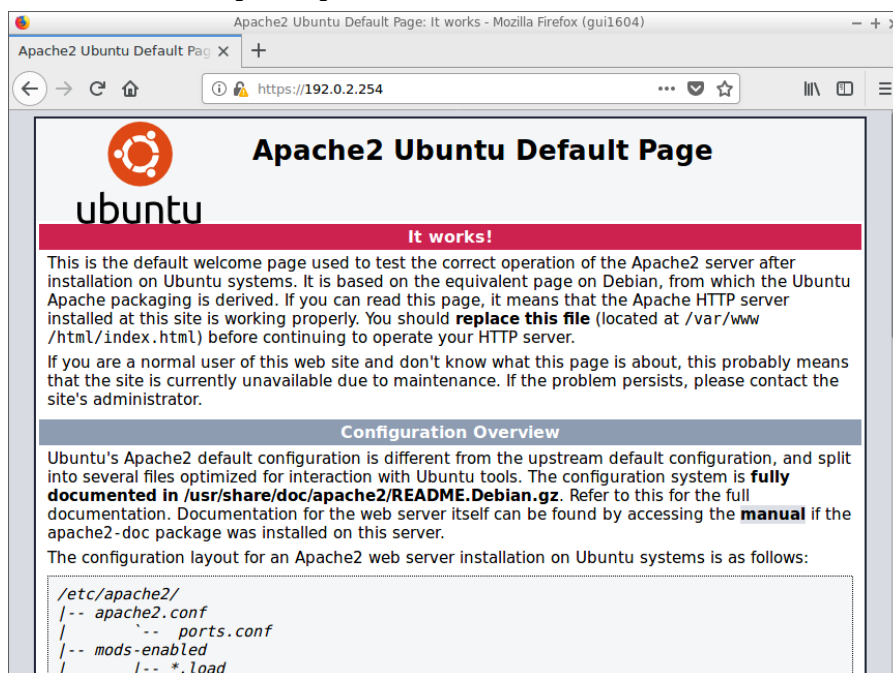 Apache2 Ubuntu Default Page: It works - Mozilla Firefox (gui1604)
Apache2 Ubuntu Default Pag
https://192.0.2.254
ubuntu
Apache2 Ubuntu Default Page
It works!
This is the default welcome page used to test the correct operation of the Apache2 server after
installation on Ubuntu systems. It is based on the equivalent page on Debian, from which the Ubuntu
Apache packaging is derived. If you can read this page, it means that the Apache HTTP server
installed at this site is working properly. You should replace this file (located at /var/www
/html/index.html) before continuing to operate your HTTP server.
If you are a normal user of this web site and don't know what this page is about, this probably means
that the site is currently unavailable due to maintenance. If the problem persists, please contact the
site's administrator.
Configuration Overview
Ubuntu's Apache2 default configuration is different from the upstream default configuration, and split
into several files optimized for interaction with Ubuntu tools. The configuration system is fully
documented in /usr/share/doc/apache2/README.Debian.gz. Refer to this for the full
documentation. Documentation for the web server itself can be found by accessing the manual if the
apache2-doc package was installed on this server.
The configuration layout for an Apache2 web server installation on Ubuntu systems is as follows:
/etc/apache2/
|-- apache2.conf
|       `--  ports.conf
|-- mods-enabled
|       |-- *.load